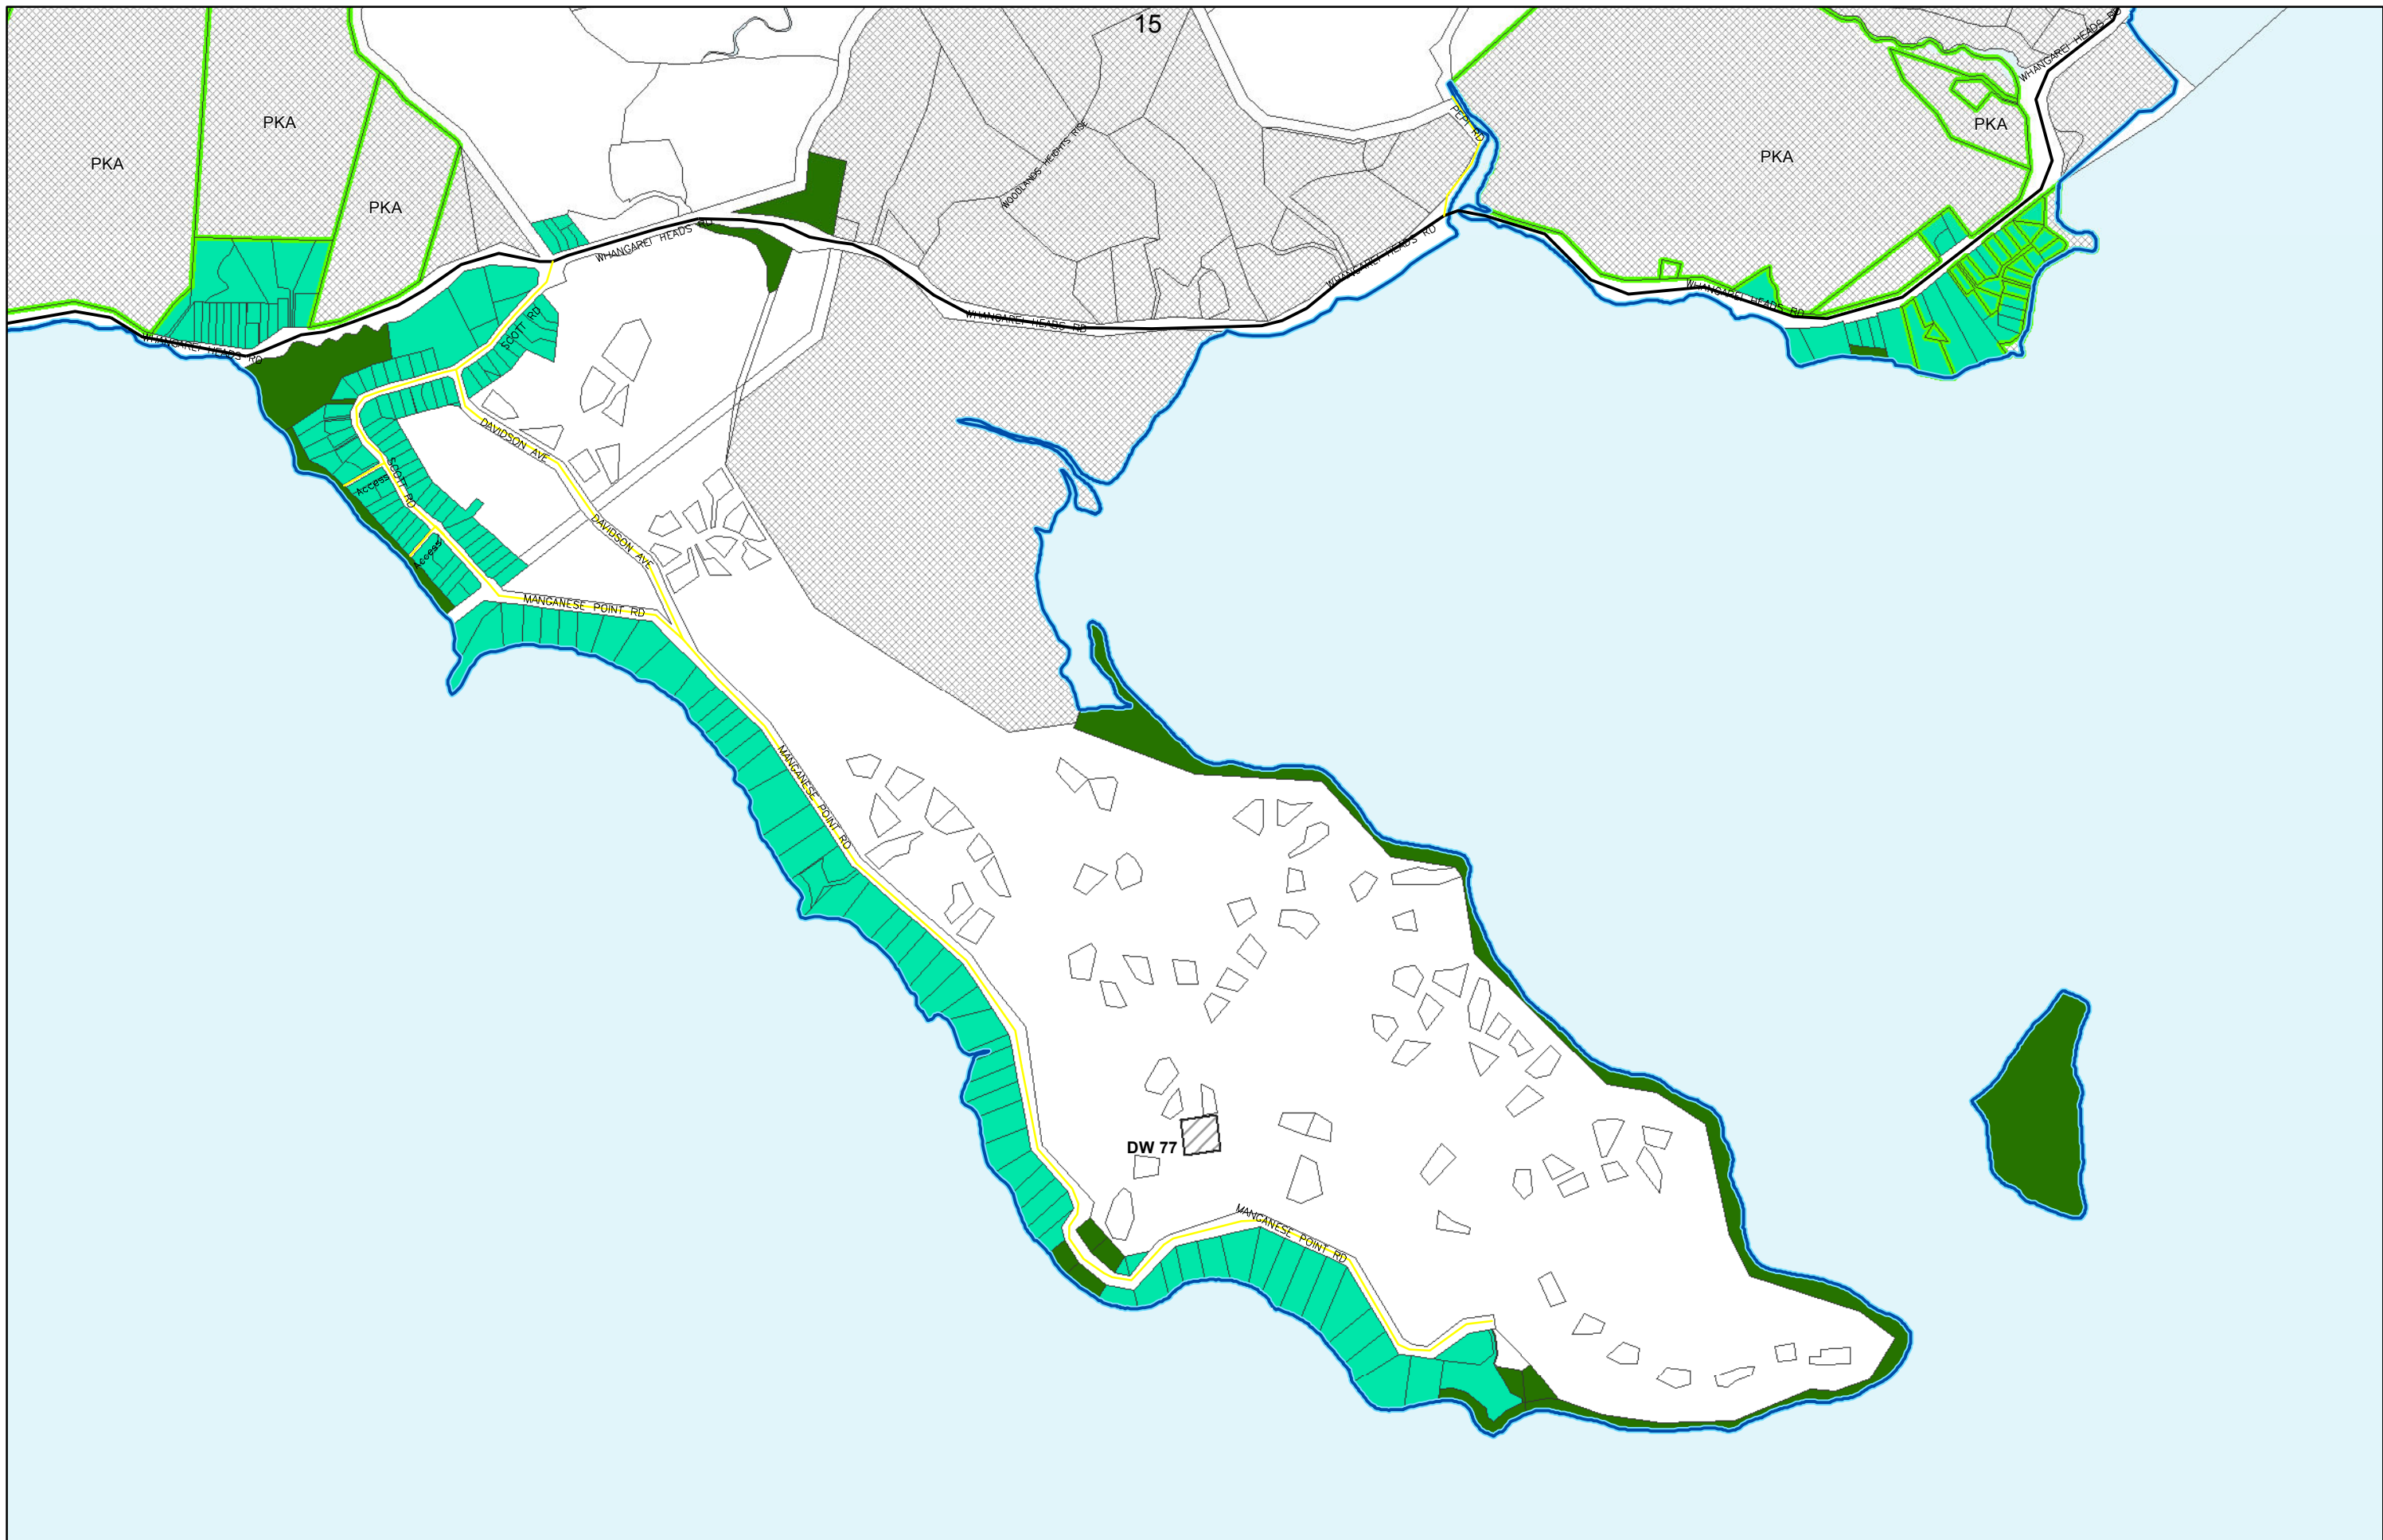 15
WHANGAREI HEADS RD
PKA
PKA
PKA
PKA
PKA
WOODLANDS HEIGHTS RISE
PEPI RD
WHANGAREI HEADS RD
WHANGAREI HEADS RD
WHANGAREI HEADS RD
WHANGAREI HEADS RD
WHANGAREI HEADS RD
SCOTT RD
DAVIDSON AVE
SCOTT RD
Access
DAVIDSON AVE
Access
MANGANESE POINT RD
MANGANESE POINT RD
DW 77
MANGANESE POINT RD